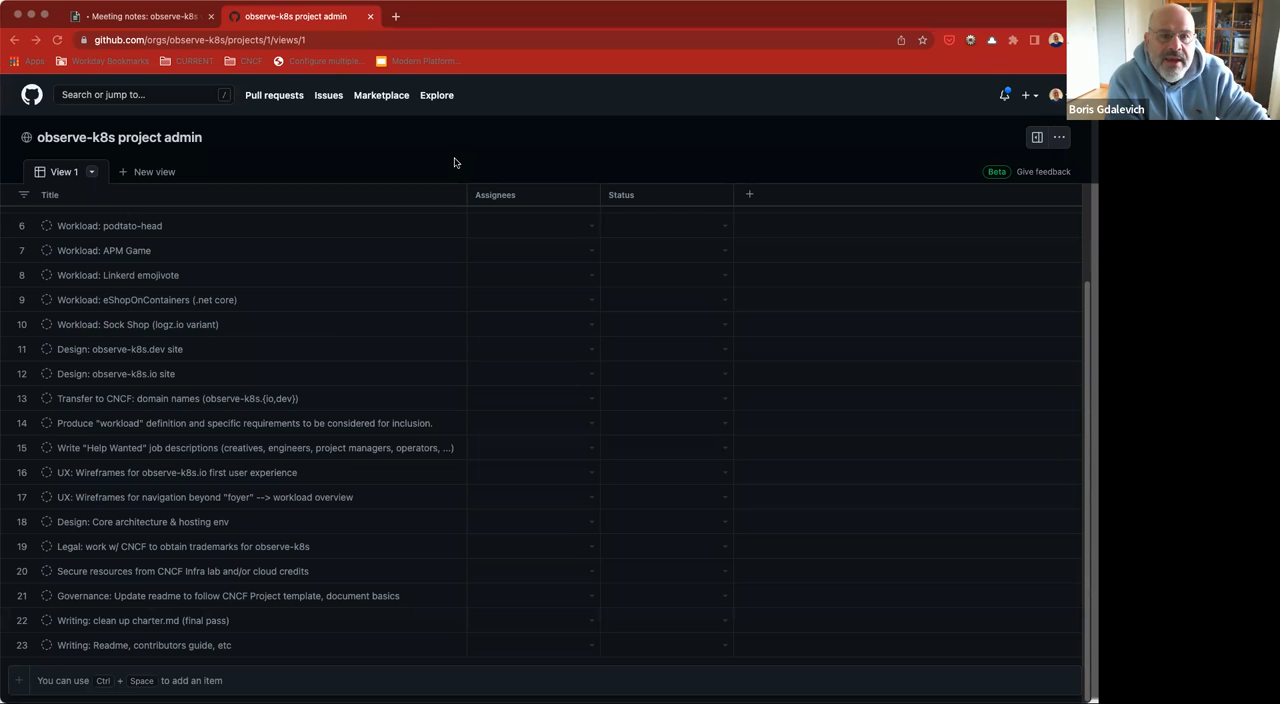 • Meeting notes: observe-k8s
observe-k8s project admin
github.com/orgs/observe-k8s/projects/1/views/1
Apps
Workday Bookmarks
CURRENT
CNCF
Configure multiple...
Modern Platform...
Boris Gdalevich
Search or jump to... /
Pull requests
Issues
Marketplace
Explore
observe-k8s project admin
View 1
New view
Beta
Give feedback
Title
Assignees
Status
6 Workload: podtato-head
7 Workload: APM Game
8 Workload: Linkerd emojivote
9 Workload: eShopOnContainers (.net core)
10 Workload: Sock Shop (logz.io variant)
11 Design: observe-k8s.dev site
12 Design: observe-k8s.io site
13 Transfer to CNCF: domain names (observe-k8s.{io,dev})
14 Produce "workload" definition and specific requirements to be considered for inclusion.
15 Write "Help Wanted" job descriptions (creatives, engineers, project managers, operators, ...)
16 UX: Wireframes for observe-k8s.io first user experience
17 UX: Wireframes for navigation beyond "foyer" --> workload overview
18 Design: Core architecture & hosting env
19 Legal: work w/ CNCF to obtain trademarks for observe-k8s
20 Secure resources from CNCF Infra lab and/or cloud credits
21 Governance: Update readme to follow CNCF Project template, document basics
22 Writing: clean up charter.md (final pass)
23 Writing: Readme, contributors guide, etc
You can use Ctrl + Space to add an item